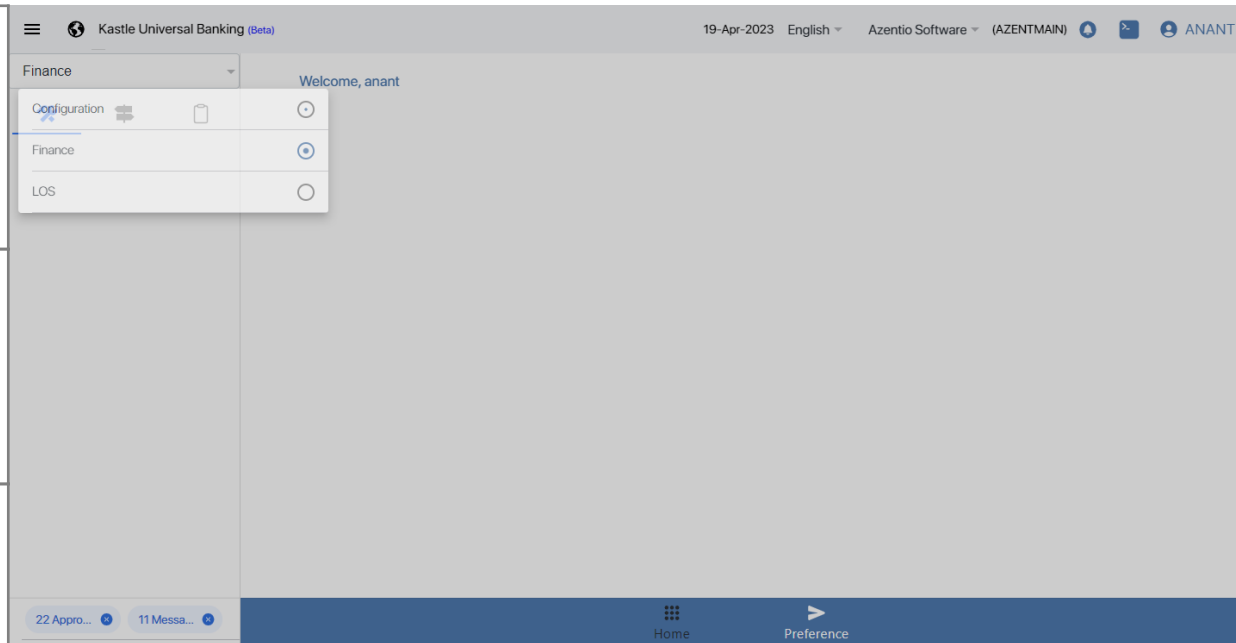 Kastle Universal Banking (Beta) 19-Apr-2023 English Azentio Software (AZENTMAIN) ANANT
Finance
Welcome, anant
Configuration
Finance
LOS
22 Appro... 11 Messa...
Home Preference